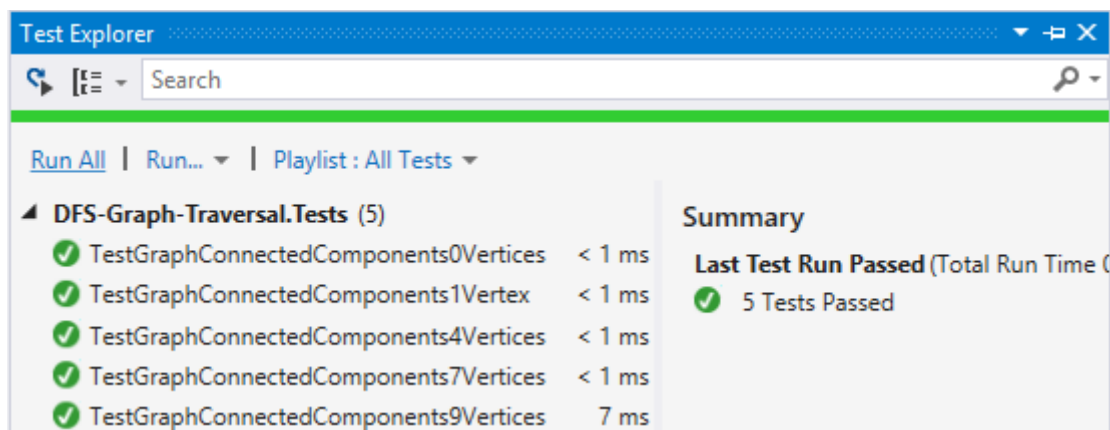 Test Explorer
Search
Run All | Run... | Playlist : All Tests
DFS-Graph-Traversal.Tests (5)
TestGraphConnectedComponents0Vertices < 1 ms
TestGraphConnectedComponents1Vertex < 1 ms
TestGraphConnectedComponents4Vertices < 1 ms
TestGraphConnectedComponents7Vertices < 1 ms
TestGraphConnectedComponents9Vertices 7 ms
Summary
Last Test Run Passed (Total Run Time
5 Tests Passed